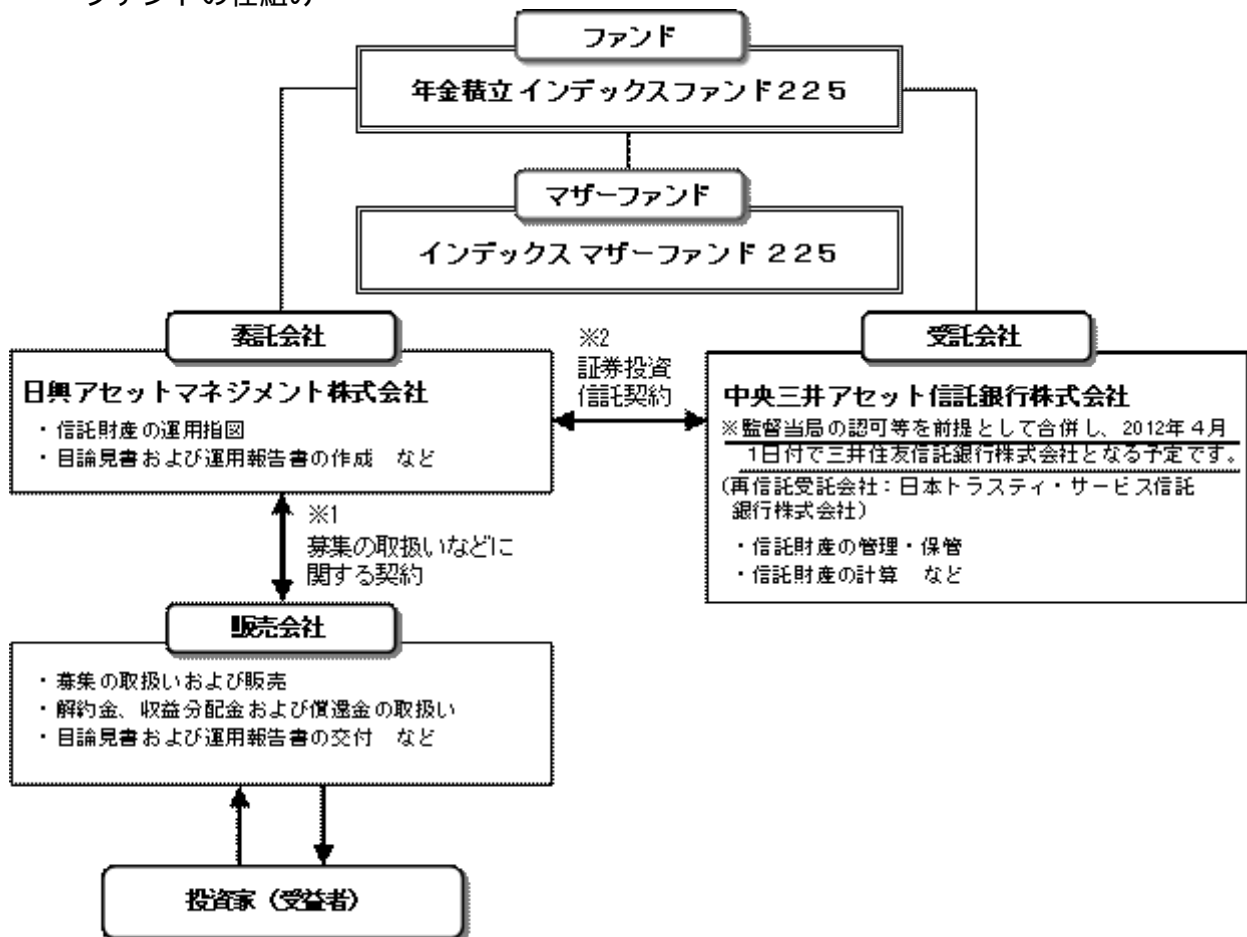 ファンドの仕組み
ファンド
年金積立 インデックスファンド２２５
マザーファンド
インデックス マザーファンド ２２５
委託会社
日興アセットマネジメント株式会社
・信託財産の運用指図
・目論見書および運用報告書の作成　など
※2
証券投資
信託契約
受託会社
中央三井アセット信託銀行株式会社
※監督当局の認可等を前提として合併し、2012年４月
1日付で三井住友信託銀行株式会社となる予定です。
（再信託受託会社：日本トラスティ・サービス信託
銀行株式会社）
・信託財産の管理・保管
・信託財産の計算　など
※1
募集の取扱いなどに
関する契約
販売会社
・募集の取扱いおよび販売
・解約金、収益分配金および償還金の取扱い
・目論見書および運用報告書の交付　など
投資家（受益者）